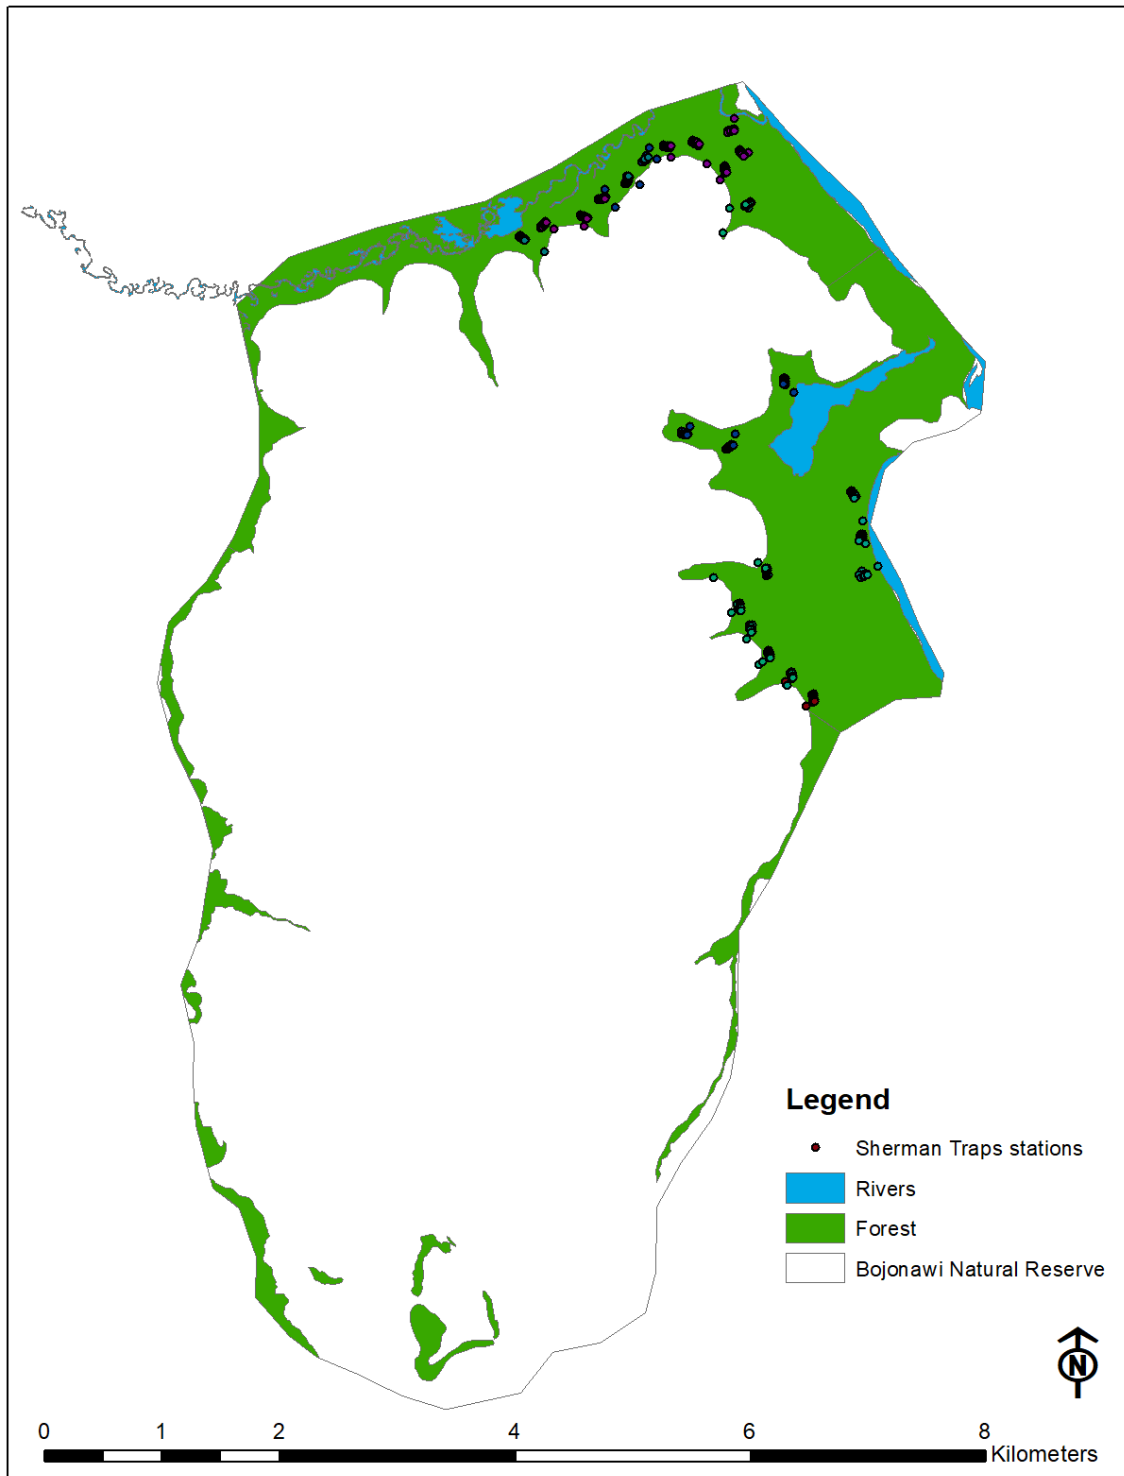 Legend
Sherman Traps stations
Rivers
Forest
Bojonawi Natural Reserve
N
0 1 2 4 6 8
Kilometers